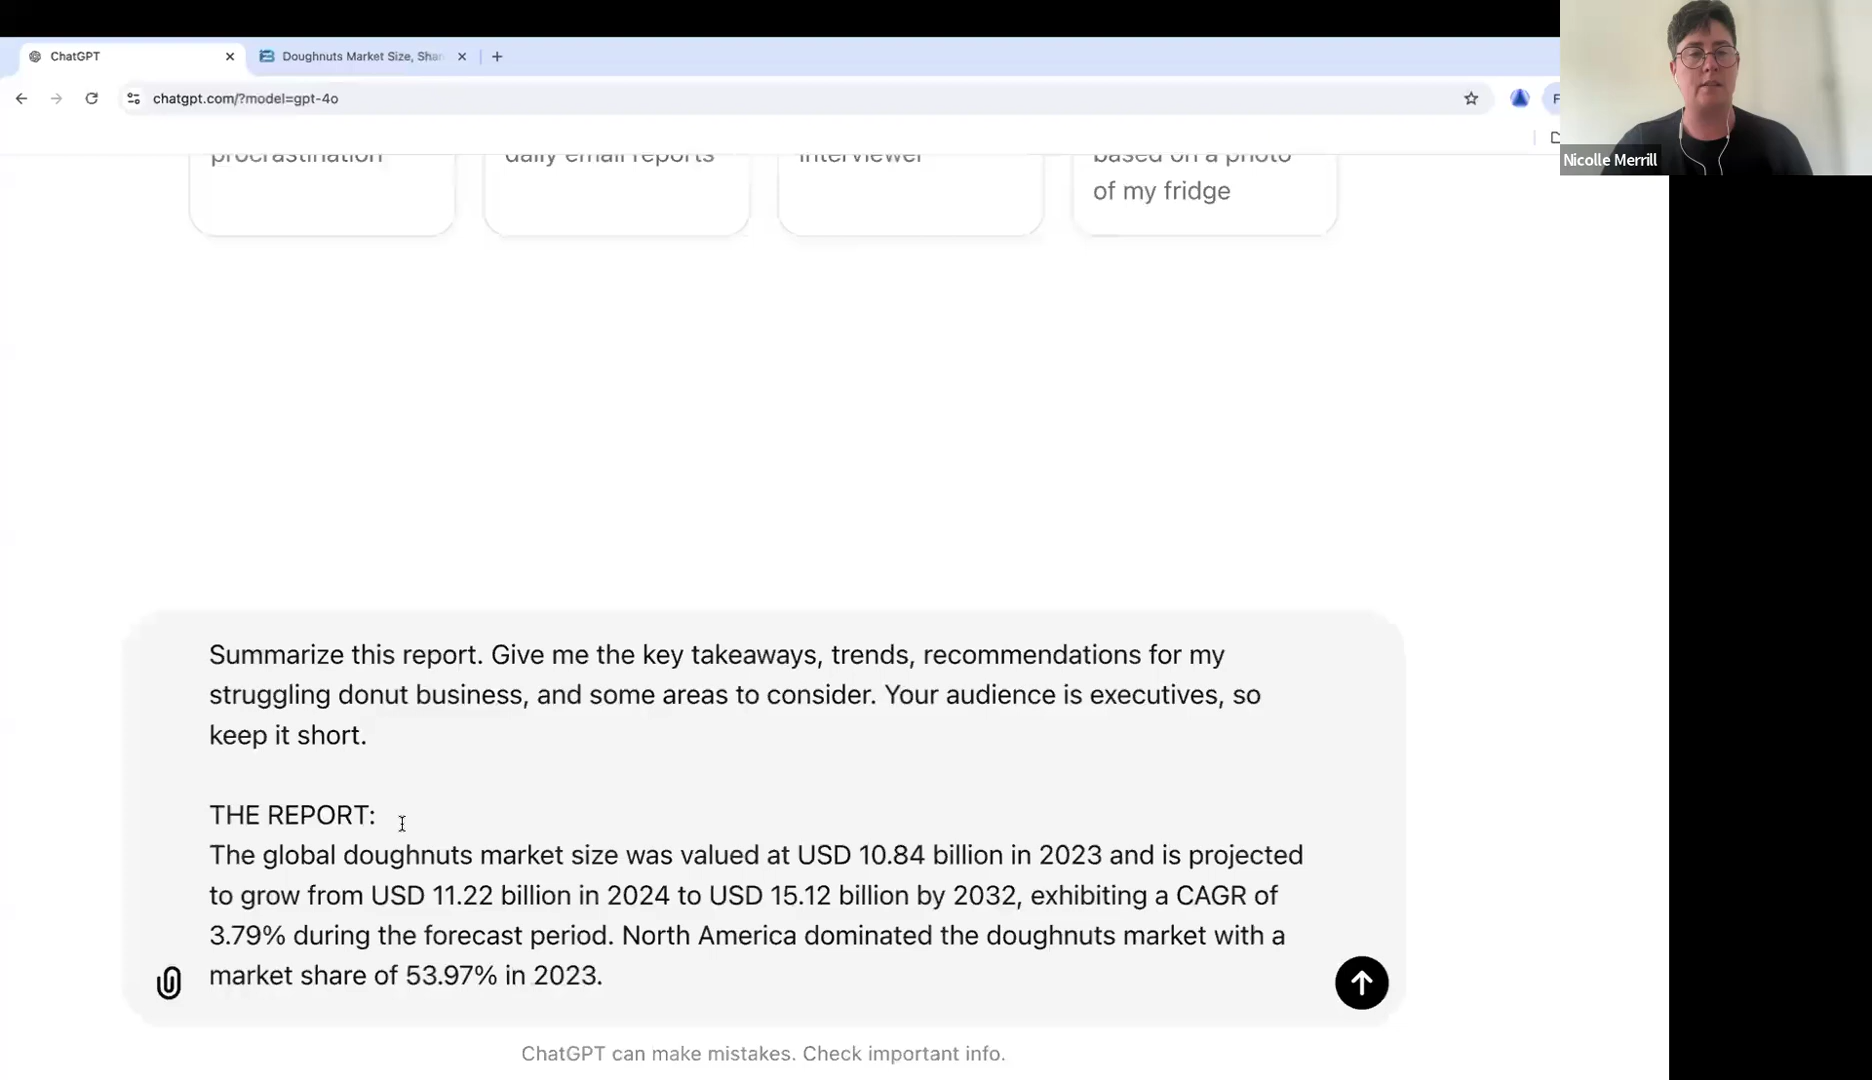 ChatGPT
Doughnuts Market Size, Shar
chatgpt.com/?model=gpt-4o
F
Nicolle Merrill
procrastination
daily email reports
interviewer
based on a photo
of my fridge
Summarize this report. Give me the key takeaways, trends, recommendations for my
struggling donut business, and some areas to consider. Your audience is executives, so
keep it short.
THE REPORT:
The global doughnuts market size was valued at USD 10.84 billion in 2023 and is projected
to grow from USD 11.22 billion in 2024 to USD 15.12 billion by 2032, exhibiting a CAGR of
3.79% during the forecast period. North America dominated the doughnuts market with a
market share of 53.97% in 2023.
ChatGPT can make mistakes. Check important info.